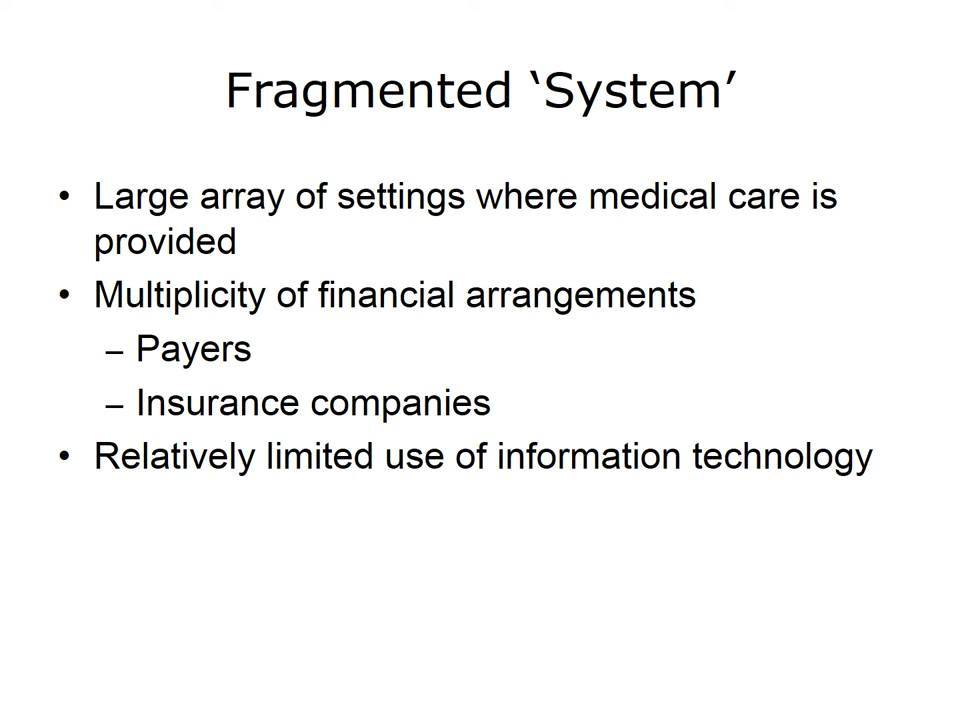 Fragmented ‘System’
• Large array of settings where medical care is
provided
• Multiplicity of financial arrangements
– Payers
– Insurance companies
• Relatively limited use of information technology